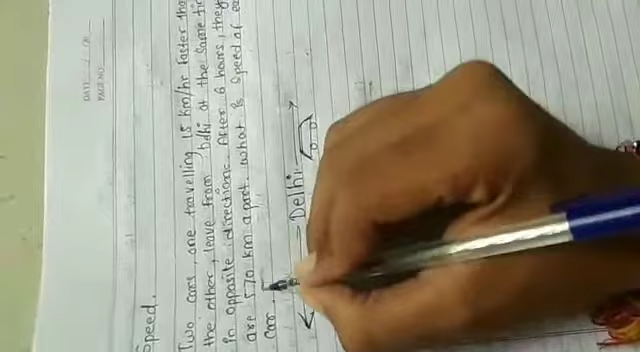 DATE
PAGE NO.
Speed.
Two cars one travelling 15 km/hr faster tha
the other, leave from Delhi at the same ti
in opposite directions. After 6 hours, they
are 570 km apart. what is speed of ea
Car.
Delhi